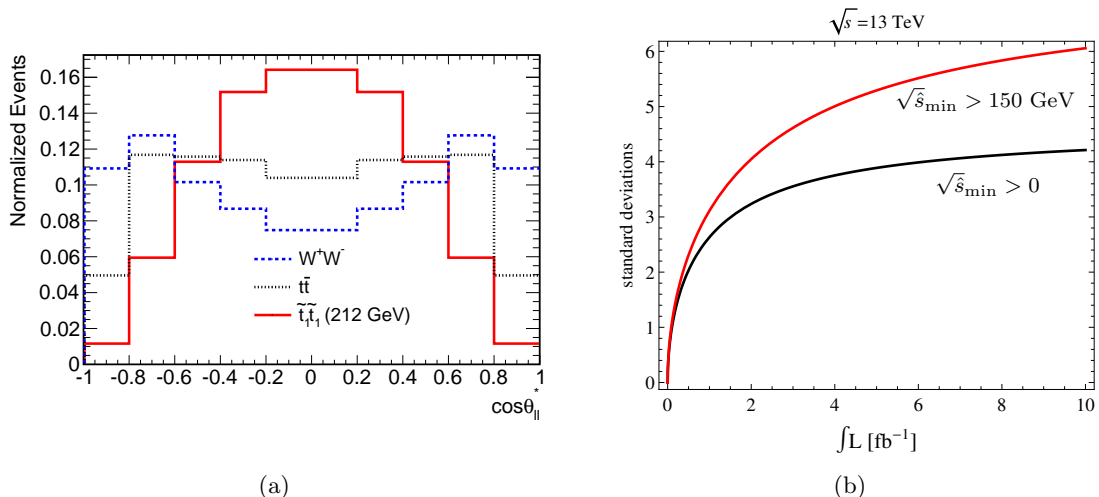 Normalized Events
0.16
0.14
0.12
0.1
0.08
0.06
0.04
0.02
0
W⁺W⁻
tt̄
t̃₁t̃₁ (212 GeV)
-1 -0.8 -0.6 -0.4 -0.2 0 0.2 0.4 0.6 0.8 1
cosθ*ll
(a)
√s =13 TeV
standard deviations
6
5
4
3
2
1
0
√ŝmin > 150 GeV
√ŝmin > 0
0 2 4 6 8 10
∫L [fb⁻¹]
(b)